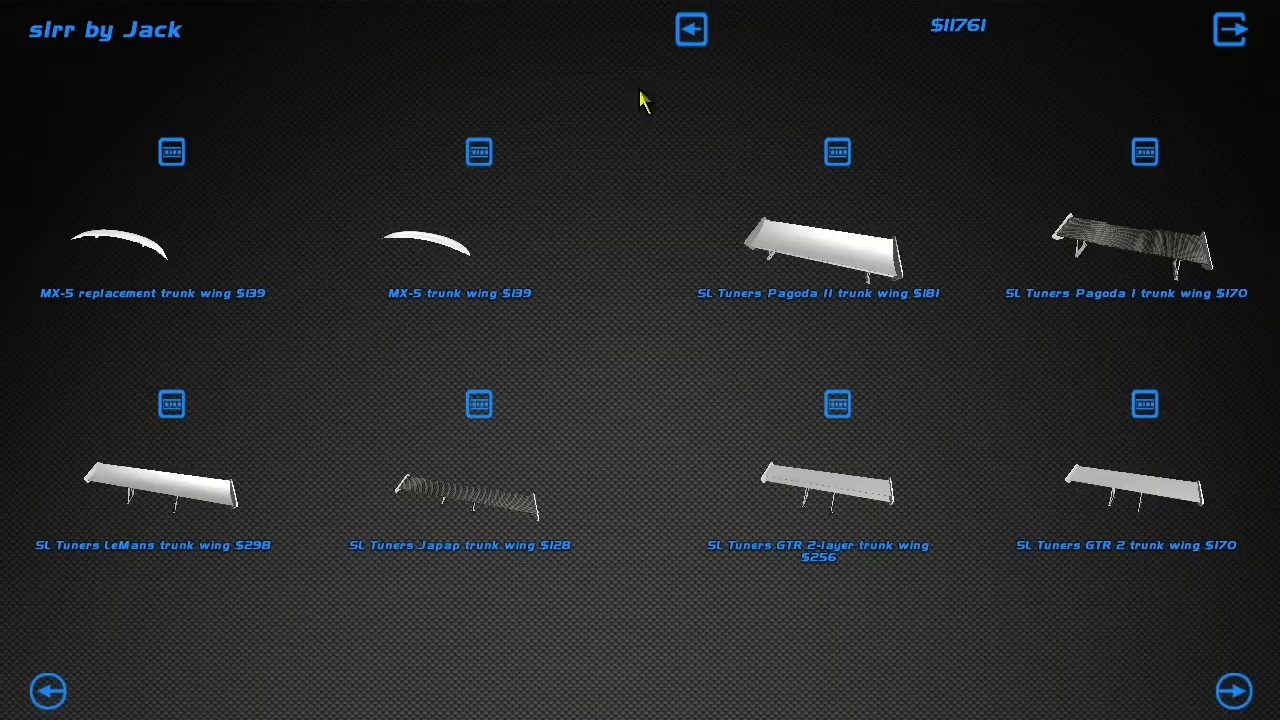 slrr by Jack
$11761
MX-5 replacement trunk wing $139
MX-5 trunk wing $139
SL Tuners Pagoda II trunk wing $181
SL Tuners Pagoda I trunk wing $170
SL Tuners LeMans trunk wing $298
SL Tuners Japap trunk wing $128
SL Tuners GTR 2-layer trunk wing
$256
SL Tuners GTR 2 trunk wing $170